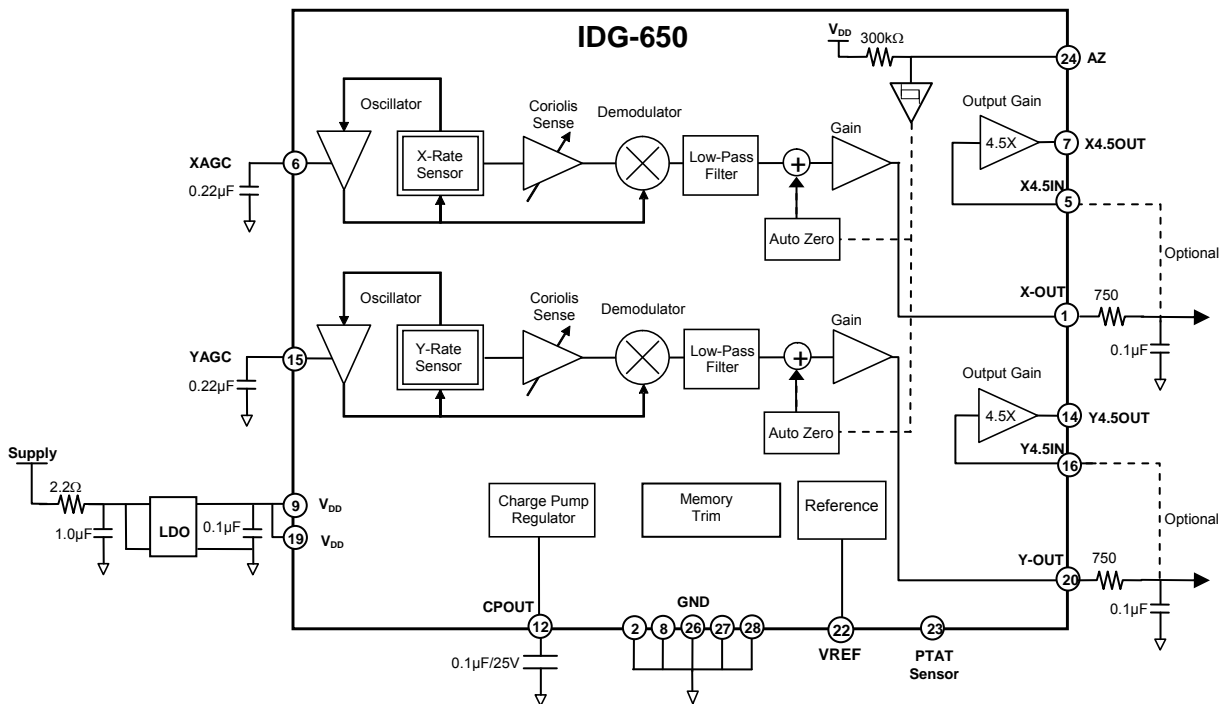 IDG-650
VDD
300kΩ
24
AZ
Oscillator
Coriolis
Sense
Demodulator
Gain
Output Gain
XAGC
6
0.22µF
X-Rate
Sensor
Low-Pass
Filter
+
4.5X
7
X4.5OUT
X4.5IN
5
Auto Zero
Optional
Oscillator
Coriolis
Sense
Demodulator
Gain
X-OUT
1
750
0.1µF
YAGC
15
0.22µF
Y-Rate
Sensor
Low-Pass
Filter
+
Auto Zero
Output Gain
4.5X
14
Y4.5OUT
Y4.5IN
16
Optional
Supply
2.2Ω
1.0µF
LDO
0.1µF
9
VDD
19
VDD
Charge Pump
Regulator
Memory
Trim
Reference
Y-OUT
20
750
0.1µF
CPOUT
12
0.1µF/25V
GND
2
8
26
27
28
22
VREF
23
PTAT
Sensor